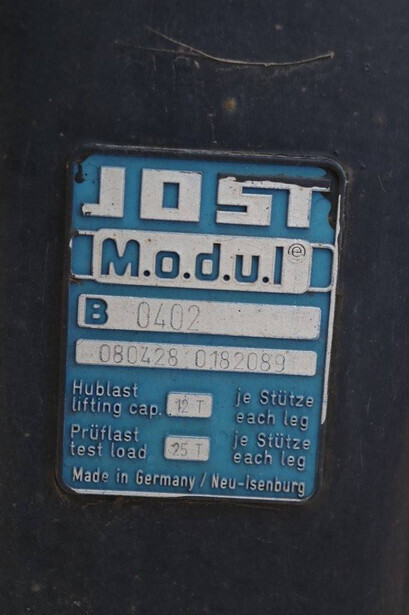 JOST
M.o.d.u.l e
B 0402
080428 0182089
Hublast je Stütze
lifting cap. 12 T each leg
Prüflast je Stütze
test load 25 T each leg
Made in Germany / Neu-Isenburg